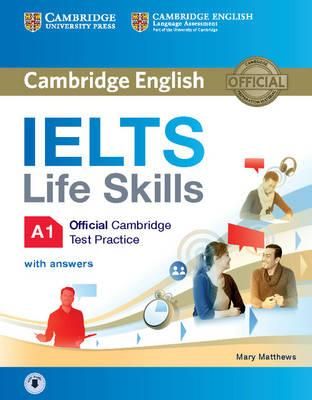 CAMBRIDGE
UNIVERSITY PRESS
CAMBRIDGE ENGLISH
Language Assessment
Part of the University of Cambridge
Cambridge English
OFFICIAL
IELTS
Life Skills
A1
Official Cambridge
Test Practice
with answers
Mary Matthews